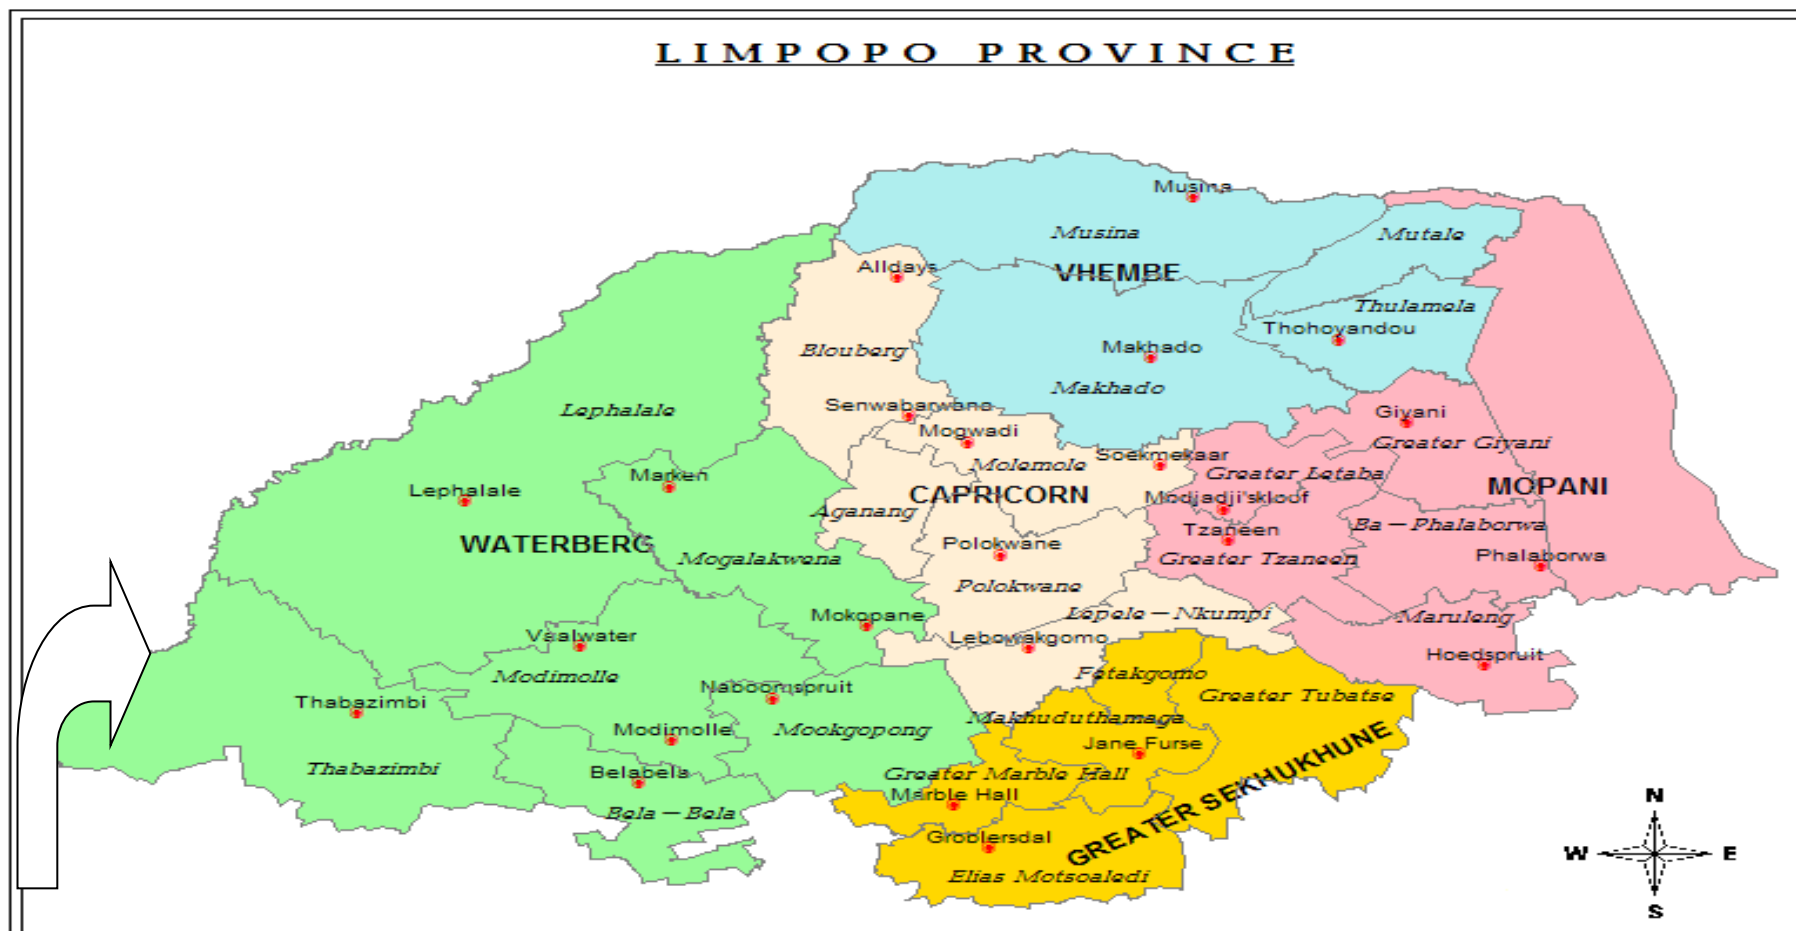 LIMPOPO PROVINCE
Musina
Musina
Mutale
Alldays
VHEMBE
Thulamela
Thohoyandou
Makhado
Blouberg
Makhado
Lephalale
Senwabarwana
Giyani
Mogwadi
Greater Giyani
Soekmekaar
Molemole
Greater Letaba
Marken
Lephalale
CAPRICORN
MOPANI
Modjadji'skloof
Aganang
Tzaneen
Ba-Phalaborwa
WATERBERG
Polokwane
Mogalakwena
Greater Tzaneen
Phalaborwa
Polokwane
Mokopane
Lepele-Nkumpi
Maruleng
Vaalwater
Lebowakgomo
Hoedspruit
Modimolle
Fetakgomo
Naboomspruit
Greater Tubatse
Thabazimbi
Makhuduthamaga
Modimolle
Mookgopong
Jane Furse
Thabazimbi
Belabela
Greater Marble Hall
Marble Hall
GREATER SEKHUKHUNE
Bela-Bela
Groblersdal
Elias Motsoaledi
N
W
E
S